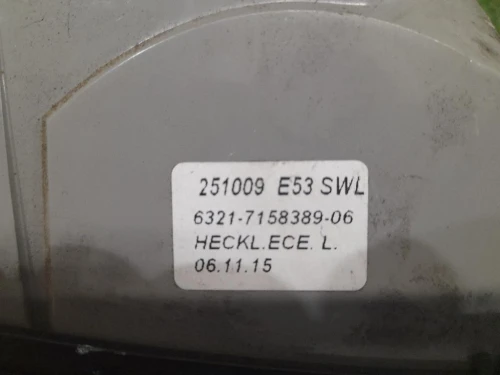 251009 E53 SWL
6321-7158389-06
HECKL.ECE. L.
06.11.15